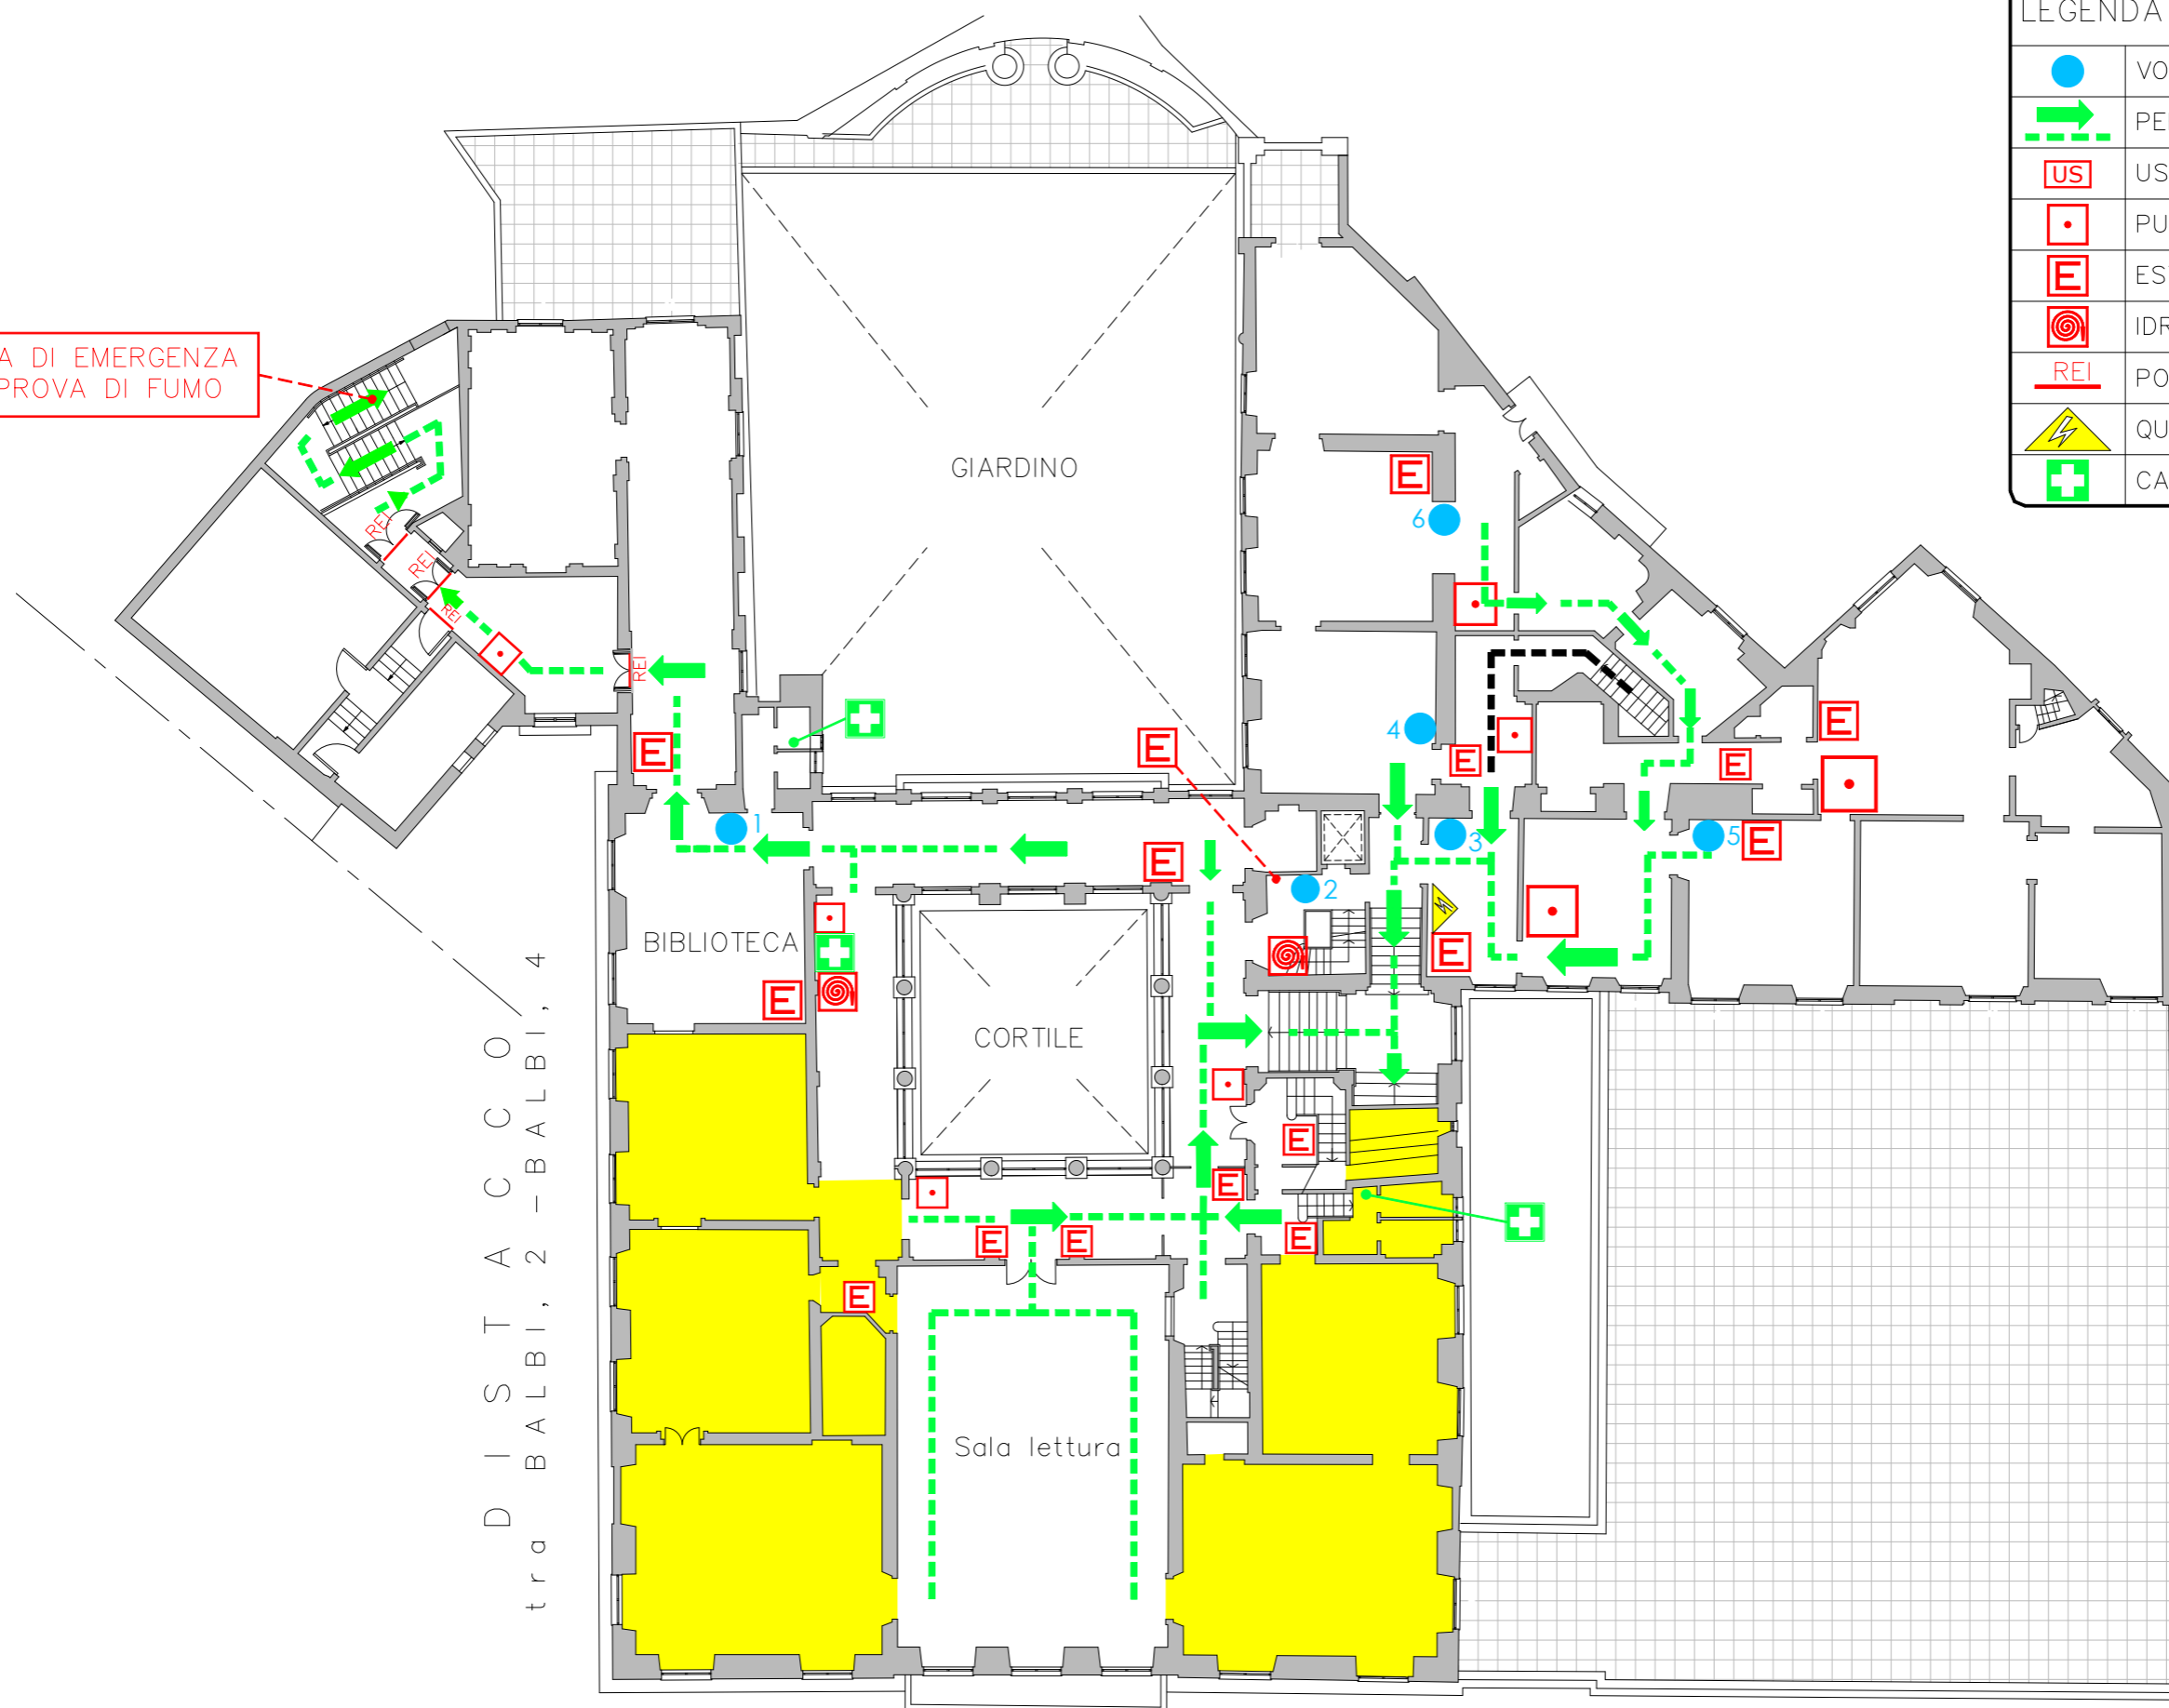 LEGENDA
VO
PE
US US
PU
E ES
IDR
REI PO
QU
CA
A DI EMERGENZA
PROVA DI FUMO
REI
REI
REI
REI
GIARDINO
E
6
E
E
4
E
E
E
1
E
3
5
E
2
BIBLIOTECA
E
E
CORTILE
E
E
E
E
E
E
Sala lettura
D I S T A C C O
tra BALBI, 2 -BALBI, 4